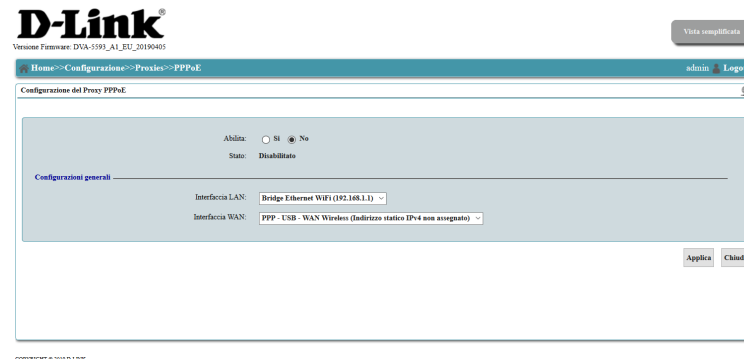 D-Link®
Versione Firmware: DVA-5593_A1_EU_20190405
Vista semplificata
Home>>Configurazione>>Proxies>>PPPoE
admin
Configurazione del Proxy PPPoE
Abilita: Sì No
Stato: Disabilitato
Configurazioni generali
Interfaccia LAN: Bridge Ethernet WiFi (192.168.1.1)
Interfaccia WAN: PPP - USB - WAN Wireless (Indirizzo statico IPv4 non assegnato)
Applica